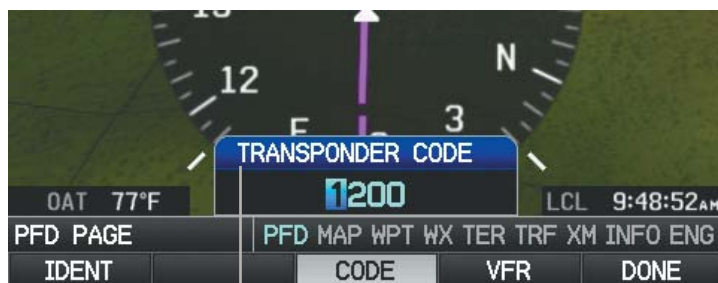 12
N
E
3
TRANSPONDER CODE
1200
OAT 77°F
LCL 9:48:52AM
PFD PAGE
PFD MAP WPT WX TER TRF XM INFO ENG
IDENT CODE VFR DONE